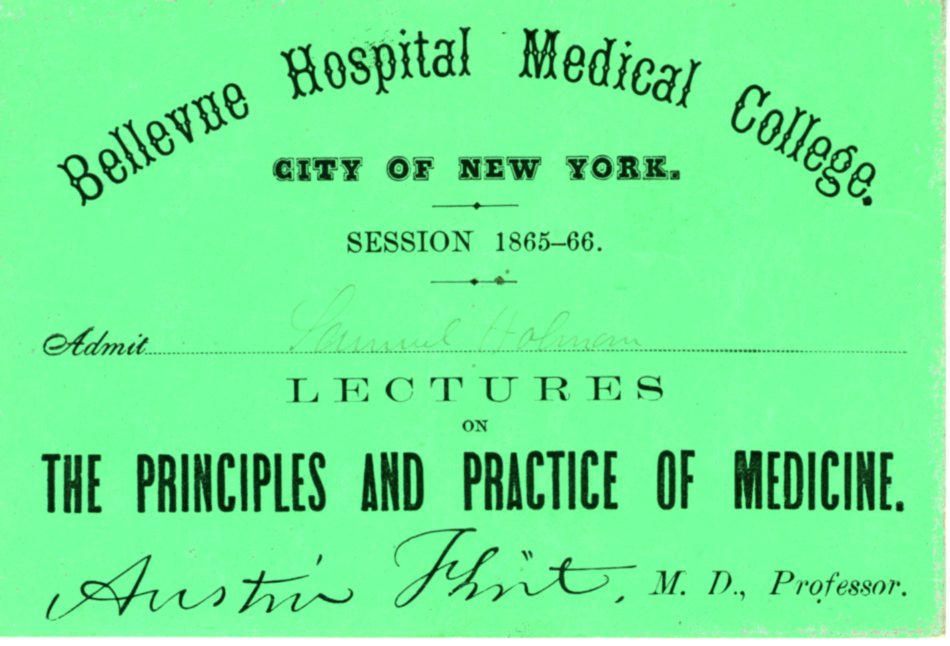 Bellevue Hospital Medical College.
CITY OF NEW YORK.
SESSION 1865–66.
Admit Samuel Holman
LECTURES
ON
THE PRINCIPLES AND PRACTICE OF MEDICINE.
Austin Flint, M. D., Professor.